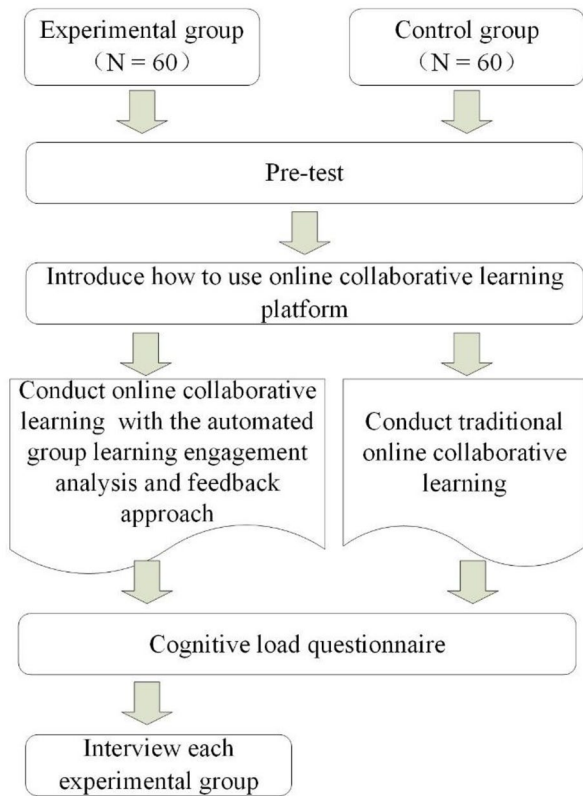 Experimental group
（N = 60）
Control group
（N = 60）
Pre-test
Introduce how to use online collaborative learning
platform
Conduct online collaborative
learning with the automated
group learning engagement
analysis and feedback
approach
Conduct traditional
online collaborative
learning
Cognitive load questionnaire
Interview each
experimental group